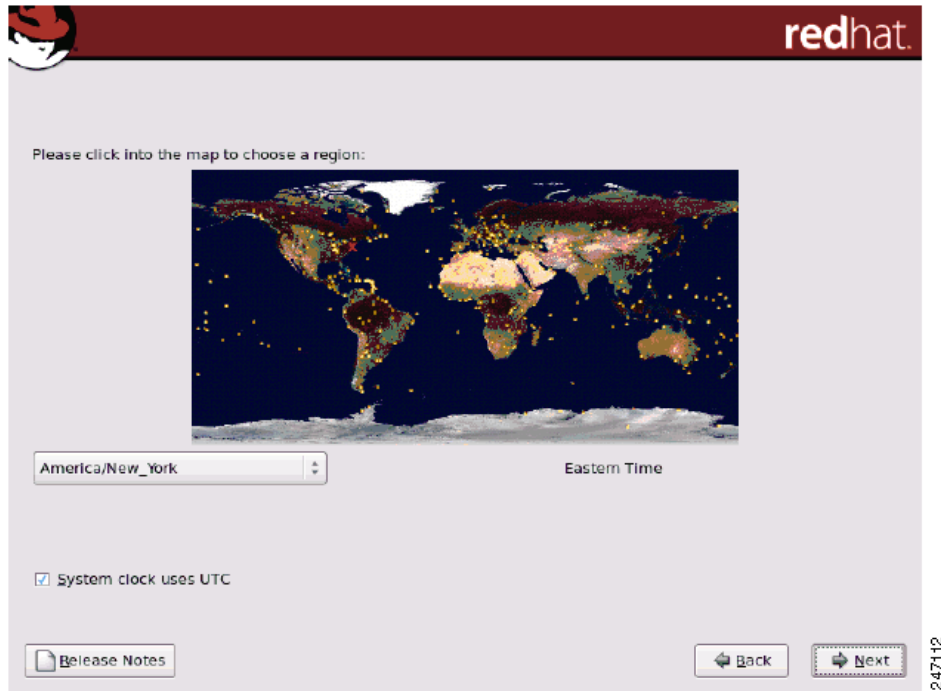 redhat.
Please click into the map to choose a region:
America/New_York
Eastern Time
System clock uses UTC
Release Notes
Back
Next
247112